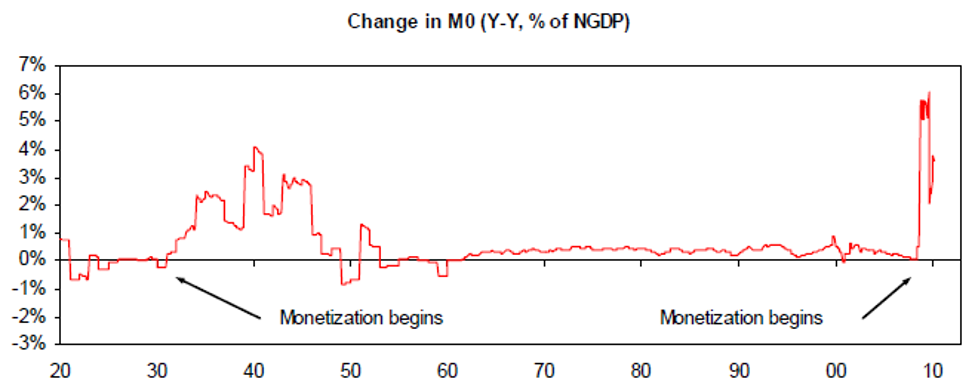 Change in M0 (Y-Y, % of NGDP)
7%
6%
5%
4%
3%
2%
1%
0%
-1%
-2%
-3%
Monetization begins
Monetization begins
20 30 40 50 60 70 80 90 00 10